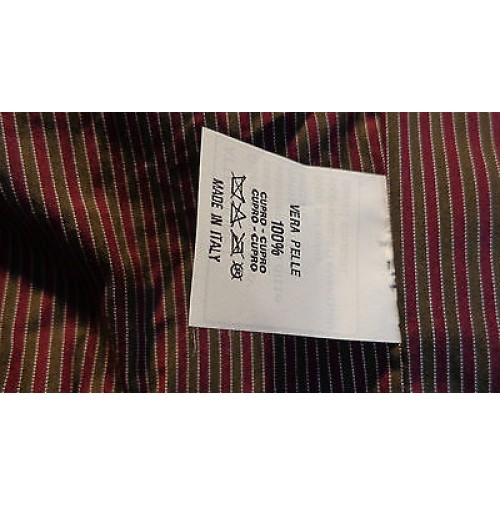 VERA PELLE
100%
CUPRO - CUPRO
CUPRO - CUPRO
MADE IN ITALY